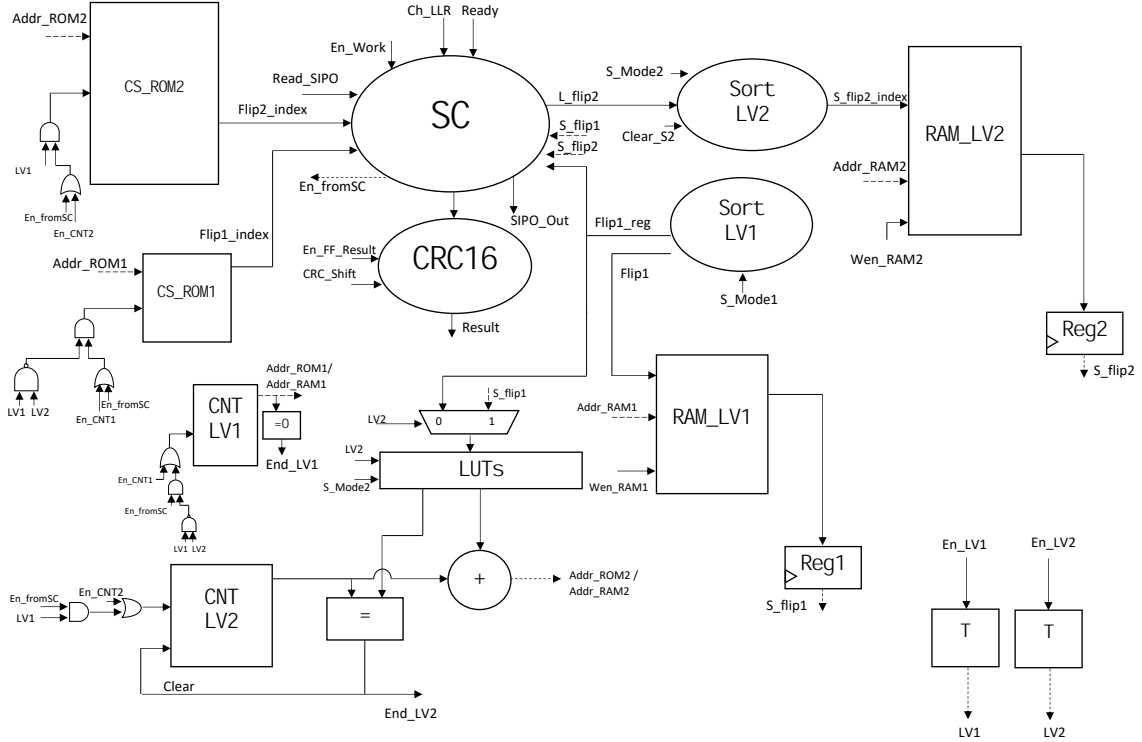 Ch_LLR
Ready
Addr_ROM2
En_Work
S_Mode2
Sort
LV2
CS_ROM2
Read_SIPO
SC
L_flip2
S_flip2_index
Flip2_index
S_flip1
Clear_S2
RAM_LV2
S_flip2
LV1
Addr_RAM2
En_fromSC
SIPO_Out
En_fromSC
En_CNT2
Sort
LV1
Flip1_reg
Flip1_index
En_FF_Result
CRC16
Wen_RAM2
Addr_ROM1
CRC_Shift
Flip1
CS_ROM1
S_Mode1
Result
Reg2
Addr_ROM1/
Addr_RAM1
S_flip2
LV1
LV2
En_fromSC
En_CNT1
S_flip1
CNT
LV1
=0
LV2
0
1
Addr_RAM1
RAM_LV1
End_LV1
LV2
LUTs
En_CNT1
S_Mode2
Wen_RAM1
En_fromSC
LV1
LV2
En_LV1
En_LV2
Reg1
En_fromSC
En_CNT2
CNT
LV2
+
Addr_ROM2 /
Addr_RAM2
S_flip1
LV1
=
T
T
Clear
End_LV2
LV1
LV2